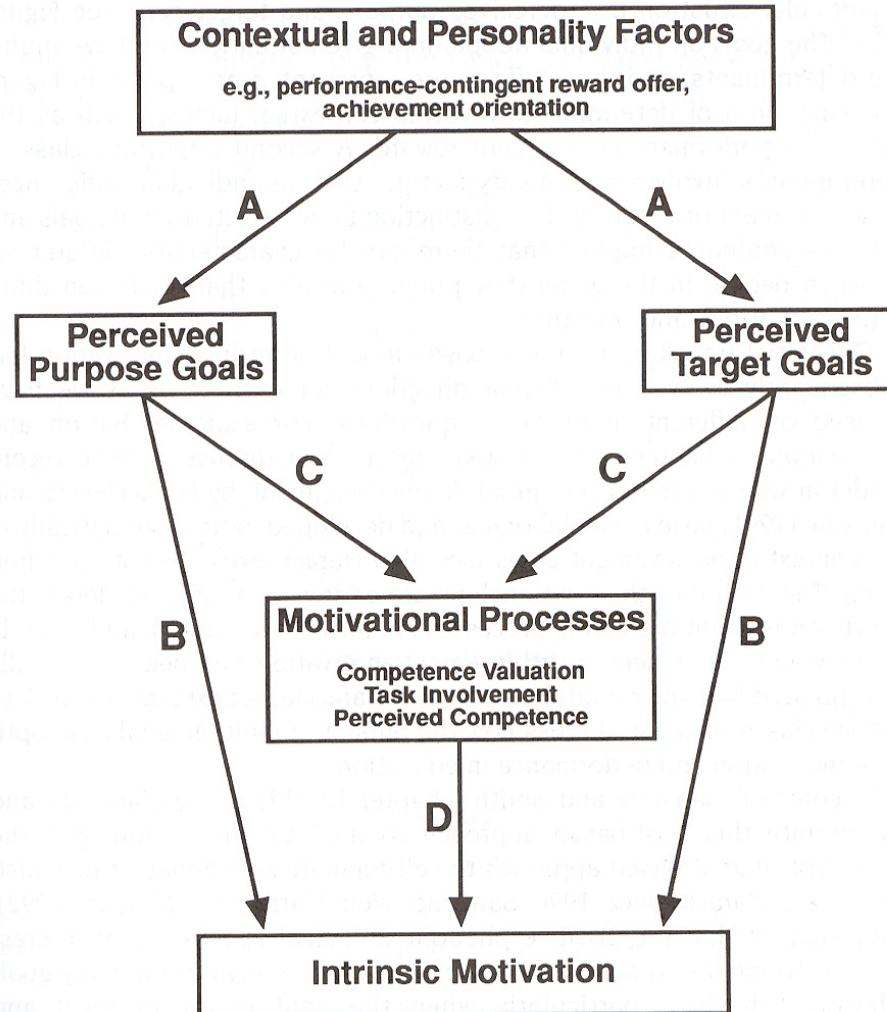 Contextual and Personality Factors
e.g., performance-contingent reward offer,
achievement orientation
A
A
Perceived
Purpose Goals
Perceived
Target Goals
C
C
Motivational Processes
Competence Valuation
Task Involvement
Perceived Competence
B
B
D
Intrinsic Motivation